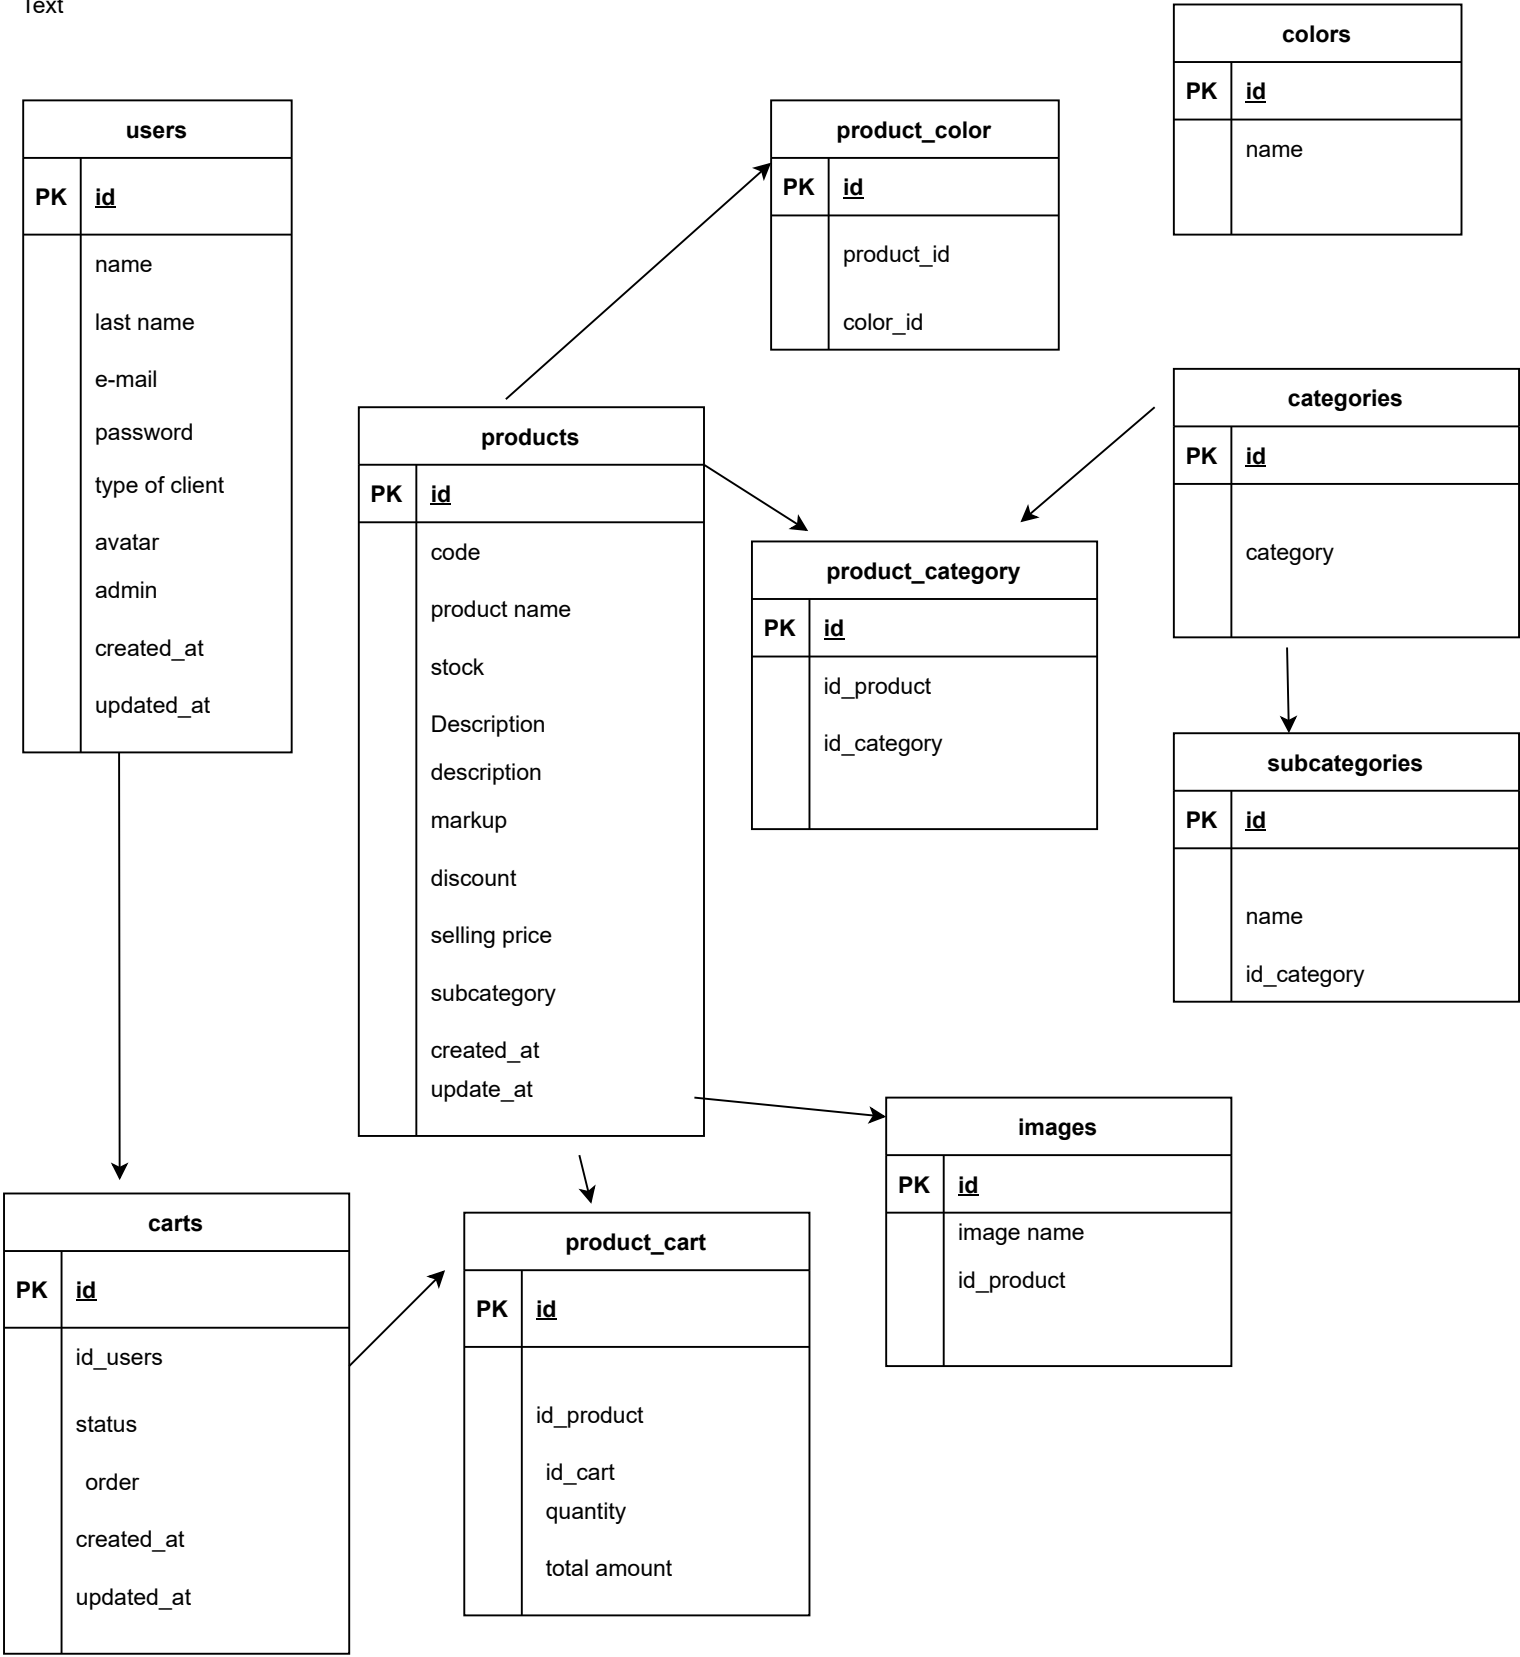 Text
colors
PK id
name
users
PK id
name
last name
e-mail
password
type of client
avatar
admin
created_at
updated_at
product_color
PK id
product_id
color_id
products
PK id
code
product name
stock
Description
description
markup
discount
selling price
subcategory
created_at
update_at
categories
PK id
category
product_category
PK id
id_product
id_category
subcategories
PK id
name
id_category
images
PK id
image name
id_product
carts
PK id
id_users
status
order
created_at
updated_at
product_cart
PK id
id_product
id_cart
quantity
total amount